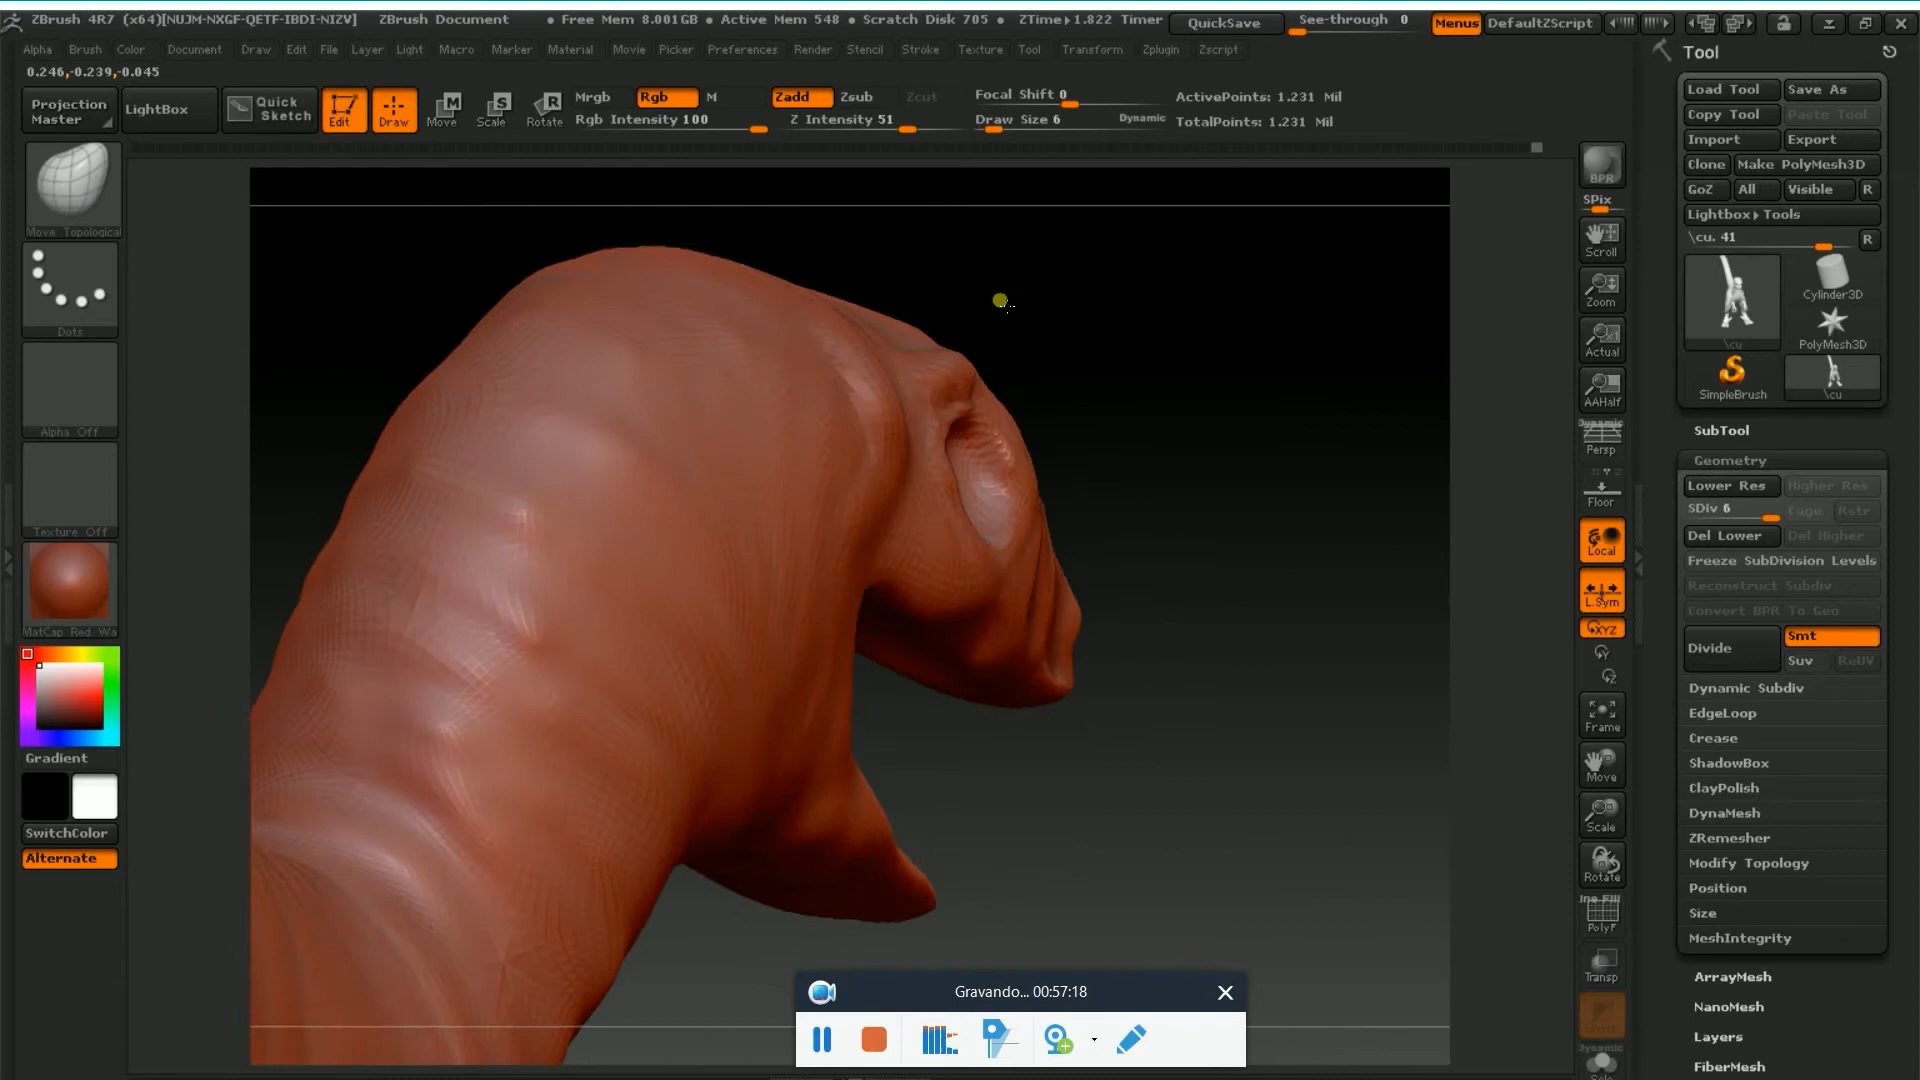 ZBrush 4R7 (x64)[NUJM-NXGF-QETF-IBDI-NIZV] ZBrush Document ● Free Mem 8.001GB ● Active Mem 548 ● Scratch Disk 705 ● ZTime▸1.822 Timer QuickSave See-through 0 Menus DefaultZScript
Alpha Brush Color Document Draw Edit File Layer Light Macro Marker Material Movie Picker Preferences Render Stencil Stroke Texture Tool Transform Zplugin Zscript
0.246,-0.239,-0.045
Projection Master
LightBox
Quick Sketch
Edit
Draw
Move
Scale
Rotate
Mrgb Rgb M
Rgb Intensity 100
Zadd Zsub Zcut
Z Intensity 51
Focal Shift 0
Draw Size 6 Dynamic
ActivePoints: 1.231 Mil
TotalPoints: 1.231 Mil
Move Topological
Dots
Alpha Off
Texture Off
MatCap Red Wa
Gradient
SwitchColor
Alternate
BPR
SPix
Scroll
Zoom
Actual
AAHalf
Dynamic
Persp
Floor
Local
L.Sym
XYZ
Frame
Move
Scale
Rotate
PolyF
Transp
Dynamic
Tool
Load Tool Save As
Copy Tool Paste Tool
Import Export
Clone Make PolyMesh3D
GoZ All Visible R
Lightbox▸Tools
\cu. 41 R
\cu
Cylinder3D
PolyMesh3D
SimpleBrush
\cu
SubTool
Geometry
Lower Res Higher Res
SDiv 6 Cage Rstr
Del Lower Del Higher
Freeze SubDivision Levels
Reconstruct Subdiv
Convert BPR To Geo
Divide Smt
Suv ReUV
Dynamic Subdiv
EdgeLoop
Crease
ShadowBox
ClayPolish
DynaMesh
ZRemesher
Modify Topology
Position
Size
MeshIntegrity
ArrayMesh
NanoMesh
Layers
FiberMesh
Gravando... 00:57:18